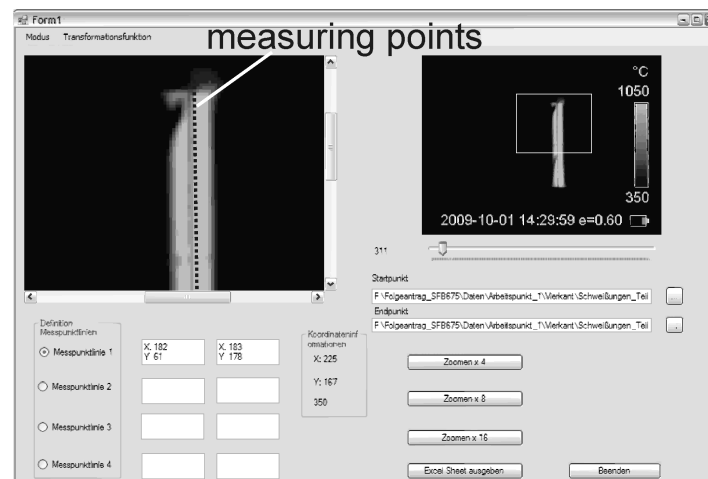 Form1
Modus Transformationsfunktion
measuring points
°C
1050
350
2009-10-01 14:29:59 e=0.60
311
Startpunkt
F:\Folgeantrag_SFB675\Daten\Arbeitspunkt_1\Vierkant\Schweißungen_Teil
...
Endpunkt
F:\Folgeantrag_SFB675\Daten\Arbeitspunkt_1\Vierkant\Schweißungen_Teil
...
Definition
Messpunktlinien
Messpunktlinie 1
X: 182
Y: 61
X: 183
Y: 178
Messpunktlinie 2
Messpunktlinie 3
Messpunktlinie 4
Koordinateninf
ormationen
X: 225
Y: 167
350
Zoomen x 4
Zoomen x 8
Zoomen x 16
Excel Sheet ausgeben
Beenden